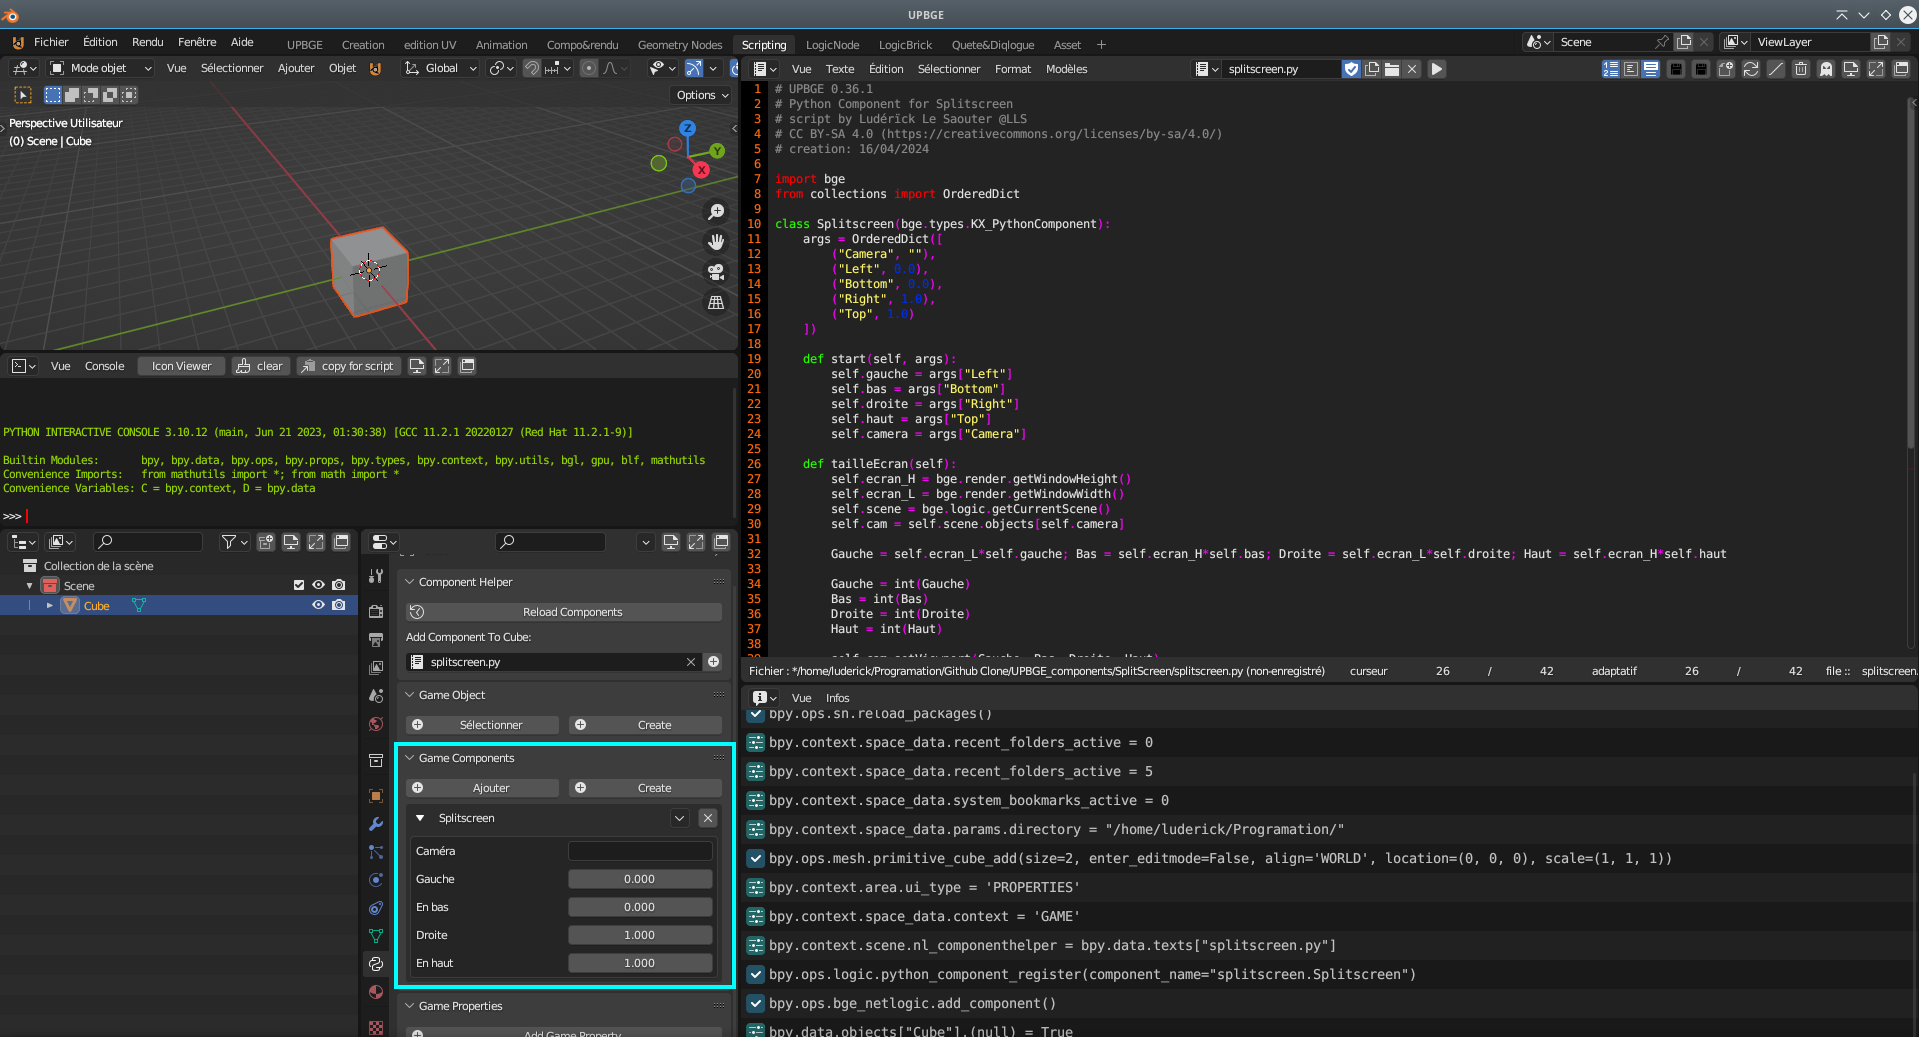 UPBGE
Fichier Édition Rendu Fenêtre Aide
UPBGE Creation edition UV Animation Compo&rendu Geometry Nodes Scripting LogicNode LogicBrick Quete&Diqlogue Asset
Scene ViewLayer
Mode objet Vue Sélectionner Ajouter Objet Global
Options
Perspective Utilisateur
(0) Scene | Cube
Z
Y
X
Vue Texte Édition Sélectionner Format Modèles splitscreen.py
1 # UPBGE 0.36.1
2 # Python Component for Splitscreen
3 # script by Ludérïck Le Saouter @LLS
4 # CC BY-SA 4.0 (https://creativecommons.org/licenses/by-sa/4.0/)
5 # creation: 16/04/2024
6
7 import bge
8 from collections import OrderedDict
9
10 class Splitscreen(bge.types.KX_PythonComponent):
11 args = OrderedDict([
12 ("Camera", ""),
13 ("Left", 0.0),
14 ("Bottom", 0.0),
15 ("Right", 1.0),
16 ("Top", 1.0)
17 ])
18
19 def start(self, args):
20 self.gauche = args["Left"]
21 self.bas = args["Bottom"]
22 self.droite = args["Right"]
23 self.haut = args["Top"]
24 self.camera = args["Camera"]
25
26 def tailleEcran(self):
27 self.ecran_H = bge.render.getWindowHeight()
28 self.ecran_L = bge.render.getWindowWidth()
29 self.scene = bge.logic.getCurrentScene()
30 self.cam = self.scene.objects[self.camera]
31
32 Gauche = self.ecran_L*self.gauche; Bas = self.ecran_H*self.bas; Droite = self.ecran_L*self.droite; Haut = self.ecran_H*self.haut
33
34 Gauche = int(Gauche)
35 Bas = int(Bas)
36 Droite = int(Droite)
37 Haut = int(Haut)
38
39 self.cam.setViewport(Gauche, Bas, Droite, Haut)
Fichier : */home/luderick/Programation/Github Clone/UPBGE_components/SplitScreen/splitscreen.py (non-enregistré) curseur 26 / 42 adaptatif 26 / 42 file :: splitscreen.
Vue Console Icon Viewer clear copy for script
PYTHON INTERACTIVE CONSOLE 3.10.12 (main, Jun 21 2023, 01:30:38) [GCC 11.2.1 20220127 (Red Hat 11.2.1-9)]
Builtin Modules: bpy, bpy.data, bpy.ops, bpy.props, bpy.types, bpy.context, bpy.utils, bgl, gpu, blf, mathutils
Convenience Imports: from mathutils import *; from math import *
Convenience Variables: C = bpy.context, D = bpy.data
>>>
Collection de la scène
Scene
Cube
Component Helper
Reload Components
Add Component To Cube:
splitscreen.py
Game Object
Sélectionner Create
Game Components
Ajouter Create
Splitscreen
Caméra
Gauche 0.000
En bas 0.000
Droite 1.000
En haut 1.000
Game Properties
Add Game Property
Vue Infos
bpy.ops.sn.reload_packages()
bpy.context.space_data.recent_folders_active = 0
bpy.context.space_data.recent_folders_active = 5
bpy.context.space_data.system_bookmarks_active = 0
bpy.context.space_data.params.directory = "/home/luderick/Programation/"
bpy.ops.mesh.primitive_cube_add(size=2, enter_editmode=False, align='WORLD', location=(0, 0, 0), scale=(1, 1, 1))
bpy.context.area.ui_type = 'PROPERTIES'
bpy.context.space_data.context = 'GAME'
bpy.context.scene.nl_componenthelper = bpy.data.texts["splitscreen.py"]
bpy.ops.logic.python_component_register(component_name="splitscreen.Splitscreen")
bpy.ops.bge_netlogic.add_component()
bpy.data.objects["Cube"].(null) = True